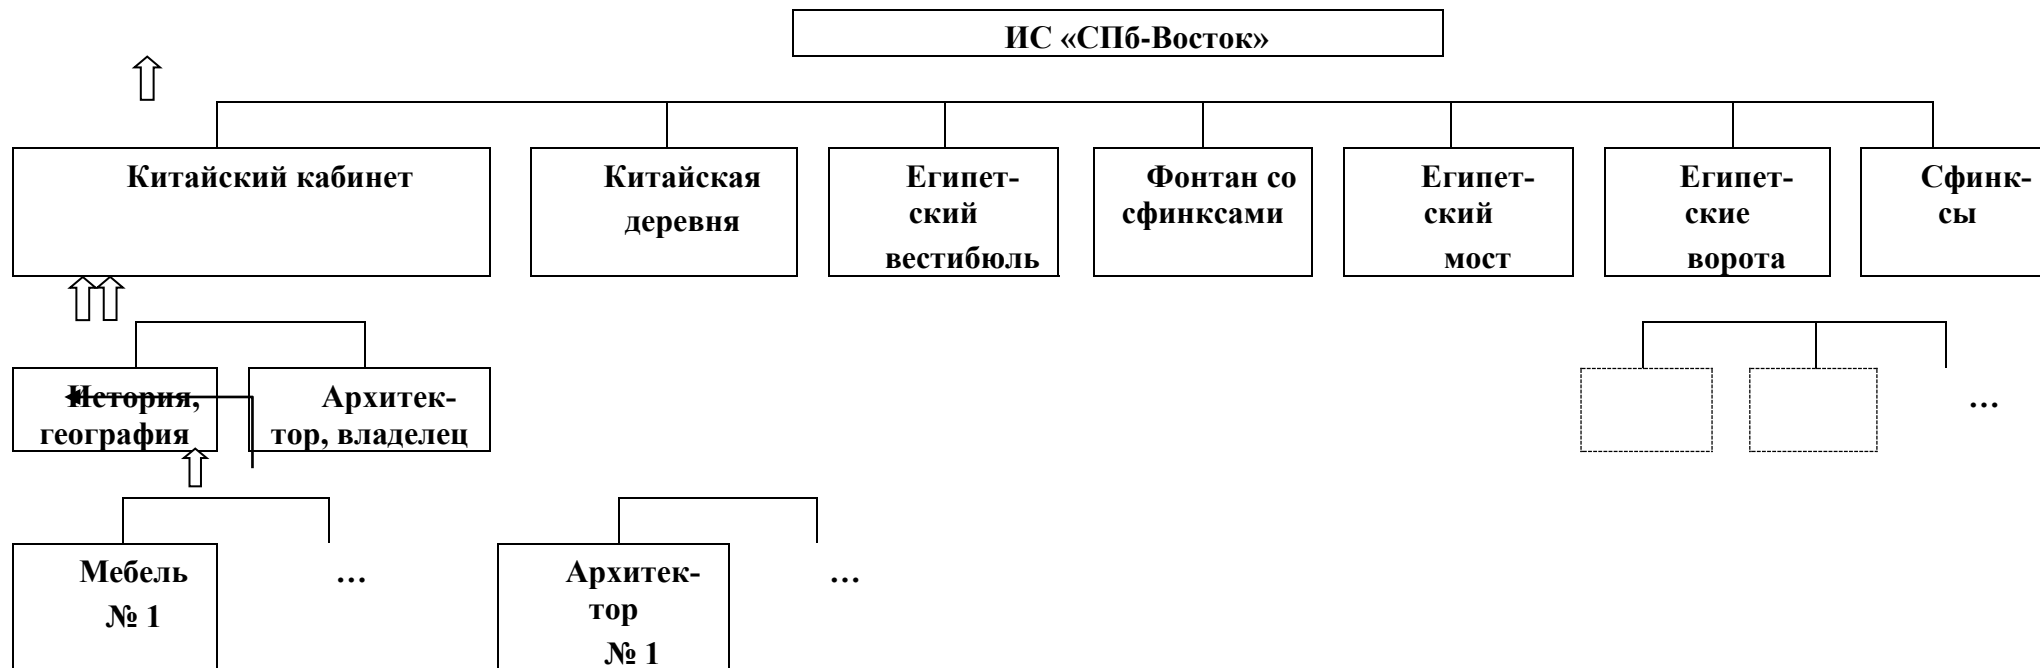 ИС «СПб-Восток»
Китайский кабинет
Китайская
деревня
Египет-
ский
вестибюль
Фонтан со
сфинксами
Египет-
ский
мост
Египет-
ские
ворота
Сфинк-
сы
История,
география
Архитек-
тор, владелец
...
Мебель
№ 1
...
Архитек-
тор
№ 1
...